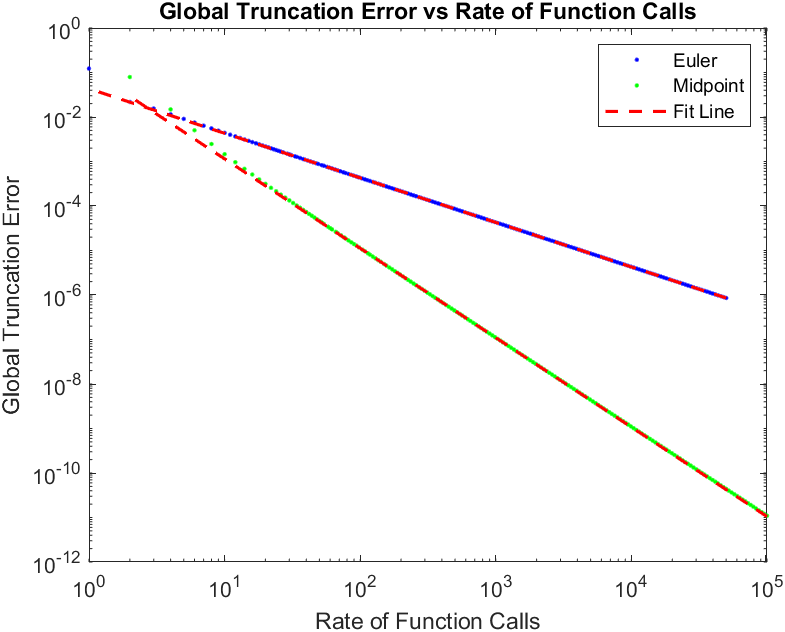 Global Truncation Error vs Rate of Function Calls
Euler
Midpoint
Fit Line
Global Truncation Error
10^0
10^-2
10^-4
10^-6
10^-8
10^-10
10^-12
10^0 10^1 10^2 10^3 10^4 10^5
Rate of Function Calls